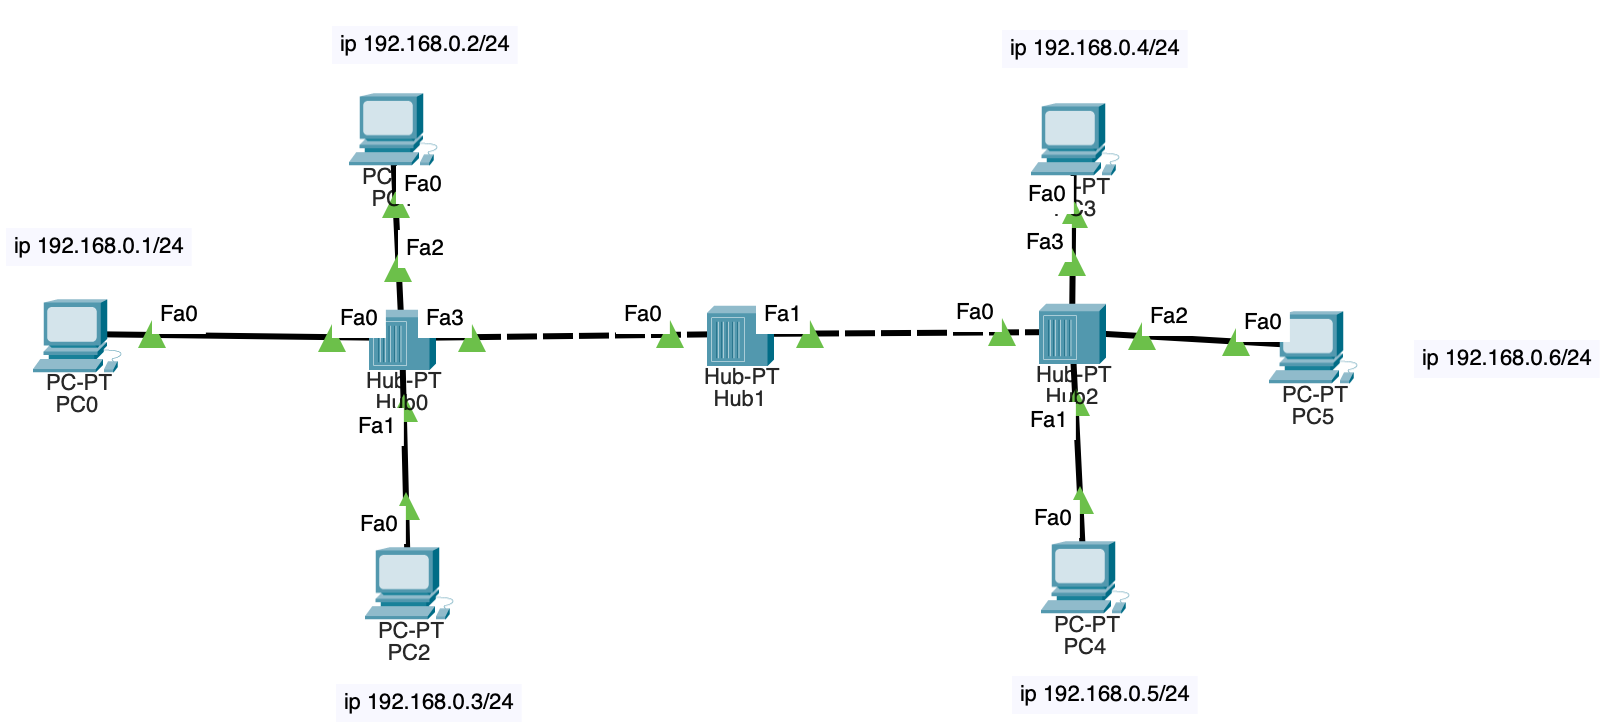 ip 192.168.0.2/24
ip 192.168.0.4/24
PC
Fa0
-PT
Fa0
Fa2
Fa3
ip 192.168.0.1/24
Fa0
Fa0
Fa3
Fa0
Fa1
Fa0
Fa2
Fa0
ip 192.168.0.6/24
PC-PT
PC0
Hub-PT
Hub0
Hub-PT
Hub1
Hub-PT
Hub2
PC-PT
PC5
Fa1
Fa1
Fa0
Fa0
PC-PT
PC2
PC-PT
PC4
ip 192.168.0.3/24
ip 192.168.0.5/24